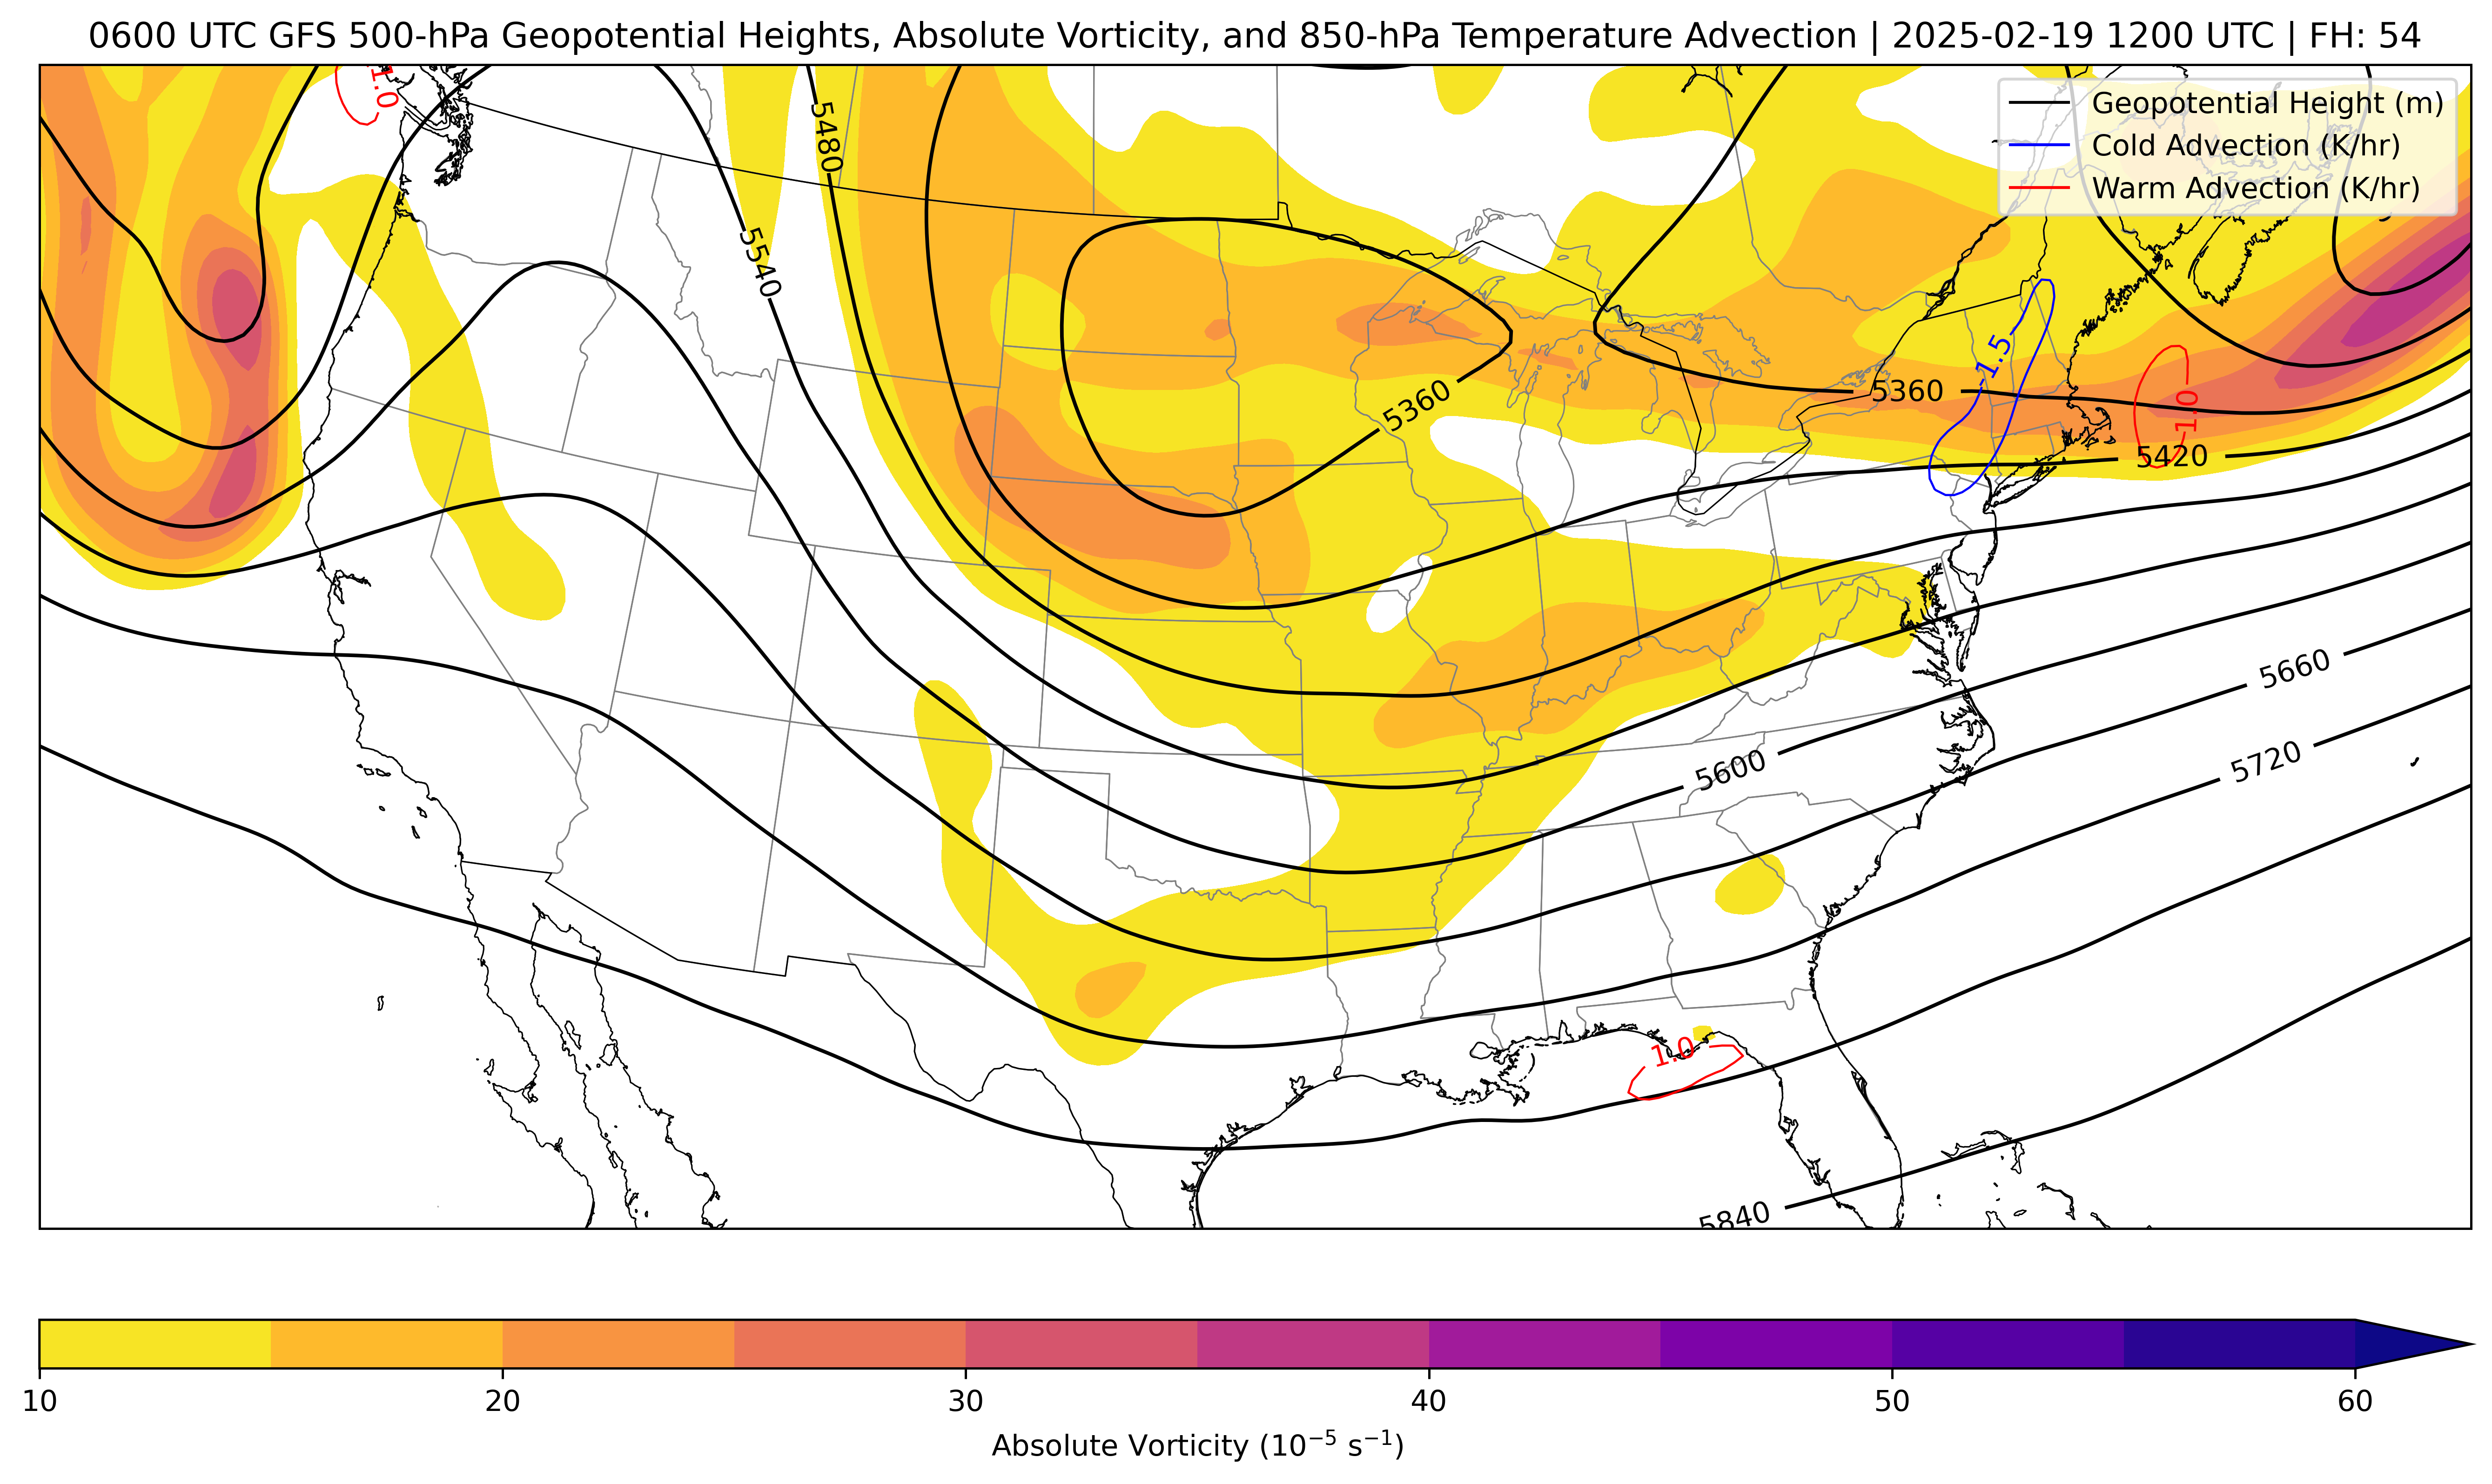 0600 UTC GFS 500-hPa Geopotential Heights, Absolute Vorticity, and 850-hPa Temperature Advection | 2025-02-19 1200 UTC | FH: 54
Geopotential Height (m)
Cold Advection (K/hr)
Warm Advection (K/hr)
1.0
5480
5540
-1.5
5360
5360
1.0
5420
5660
5600
5720
1.0
5840
10 20 30 40 50 60
Absolute Vorticity (10⁻⁵ s⁻¹)